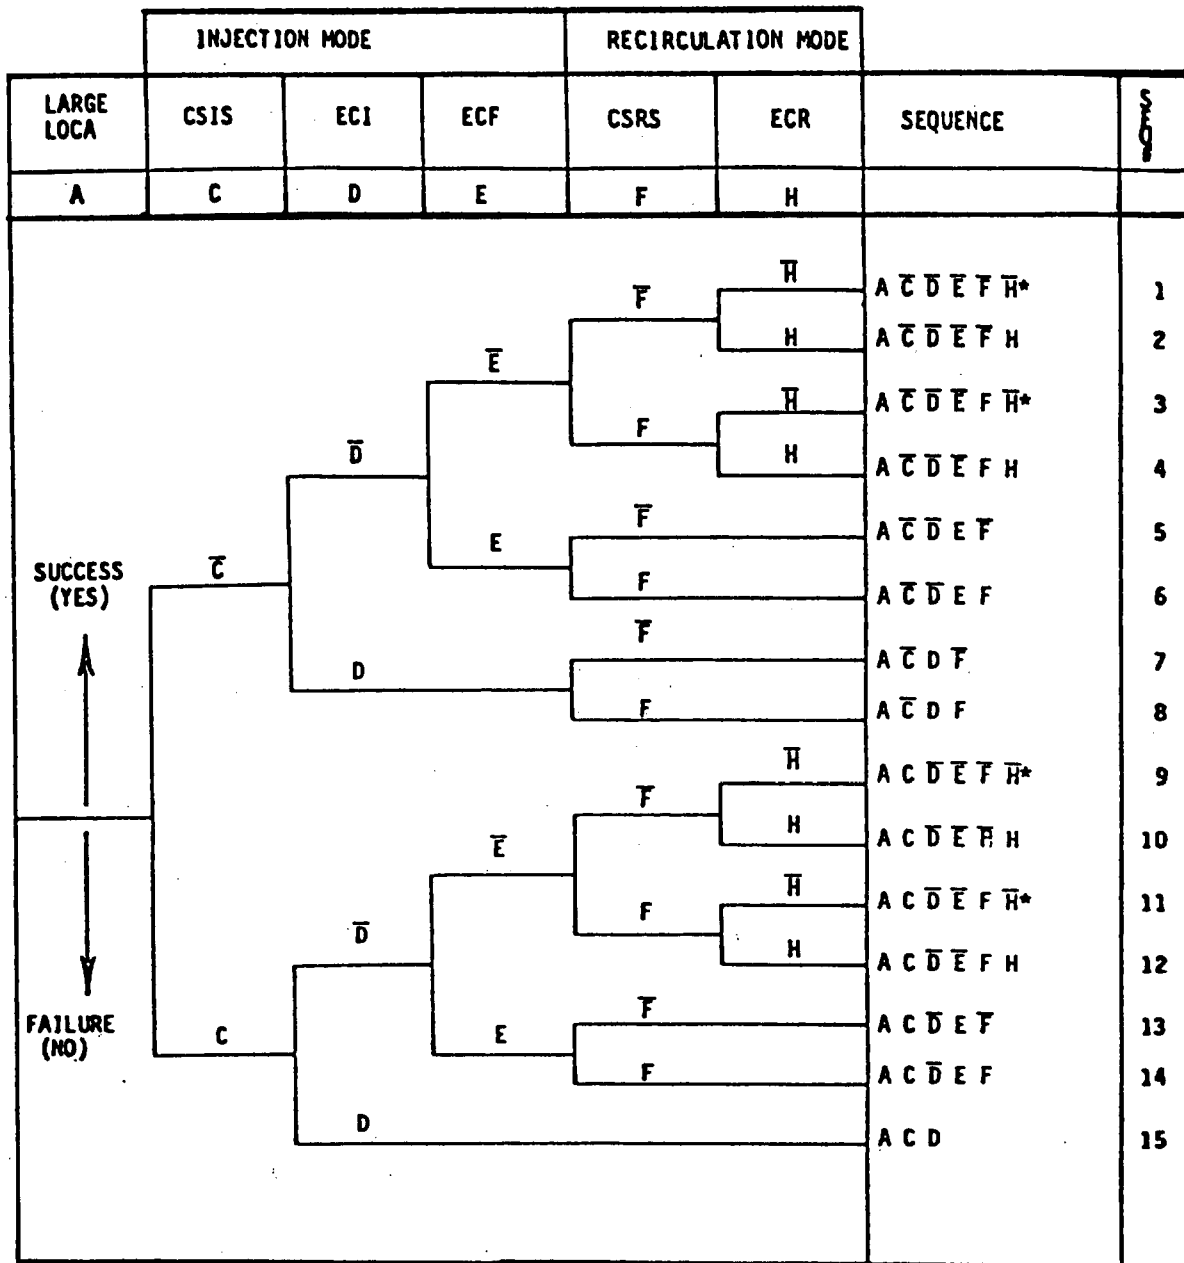 INJECTION MODE RECIRCULATION MODE
LARGE LOCA CSIS ECI ECF CSRS ECR SEQUENCE SEQ#
A C D E F H
H̅
F̅ A C̅ D̅ E̅ F̅ H̅* 1
H A C̅ D̅ E̅ F̅ H 2
E̅
H̅ A C̅ D̅ E̅ F H̅* 3
F
D̅ H A C̅ D̅ E̅ F H 4
F̅ A C̅ D̅ E F̅ 5
E
C̅ F A C̅ D̅ E F 6
SUCCESS
(YES)
F̅ A C̅ D F̅ 7
D
F A C̅ D F 8
H̅ A C D̅ E̅ F̅ H̅* 9
F̅
E̅ H A C D̅ E̅ F̅ H 10
H̅ A C D̅ E̅ F H̅* 11
F
D̅ H A C D̅ E̅ F H 12
F̅ A C D̅ E F̅ 13
FAILURE
(NO)
C E
F A C D̅ E F 14
D A C D 15